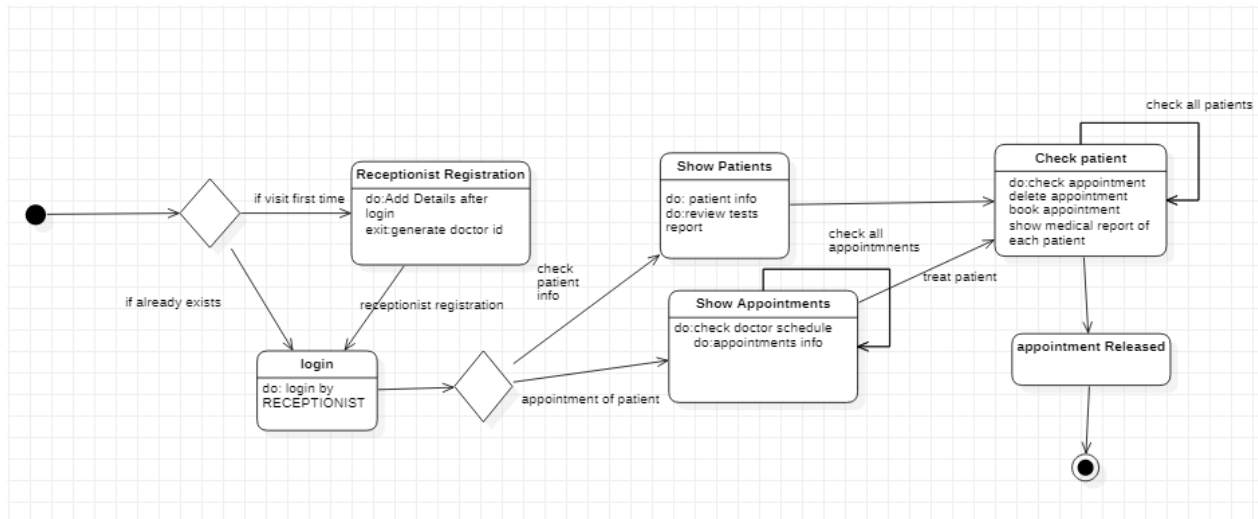 check all patients
if visit first time
Receptionist Registration
do:Add Details after
login
exit:generate doctor id
Show Patients
do: patient info
do:review tests
report
Check patient
do:check appointment
delete appointment
book appointment
show medical report of
each patient
check all
appointmnents
treat patient
check
patient
info
if already exists
receptionist registration
Show Appointments
do:check doctor schedule
do:appointments info
login
do: login by
RECEPTIONIST
appointment of patient
appointment Released